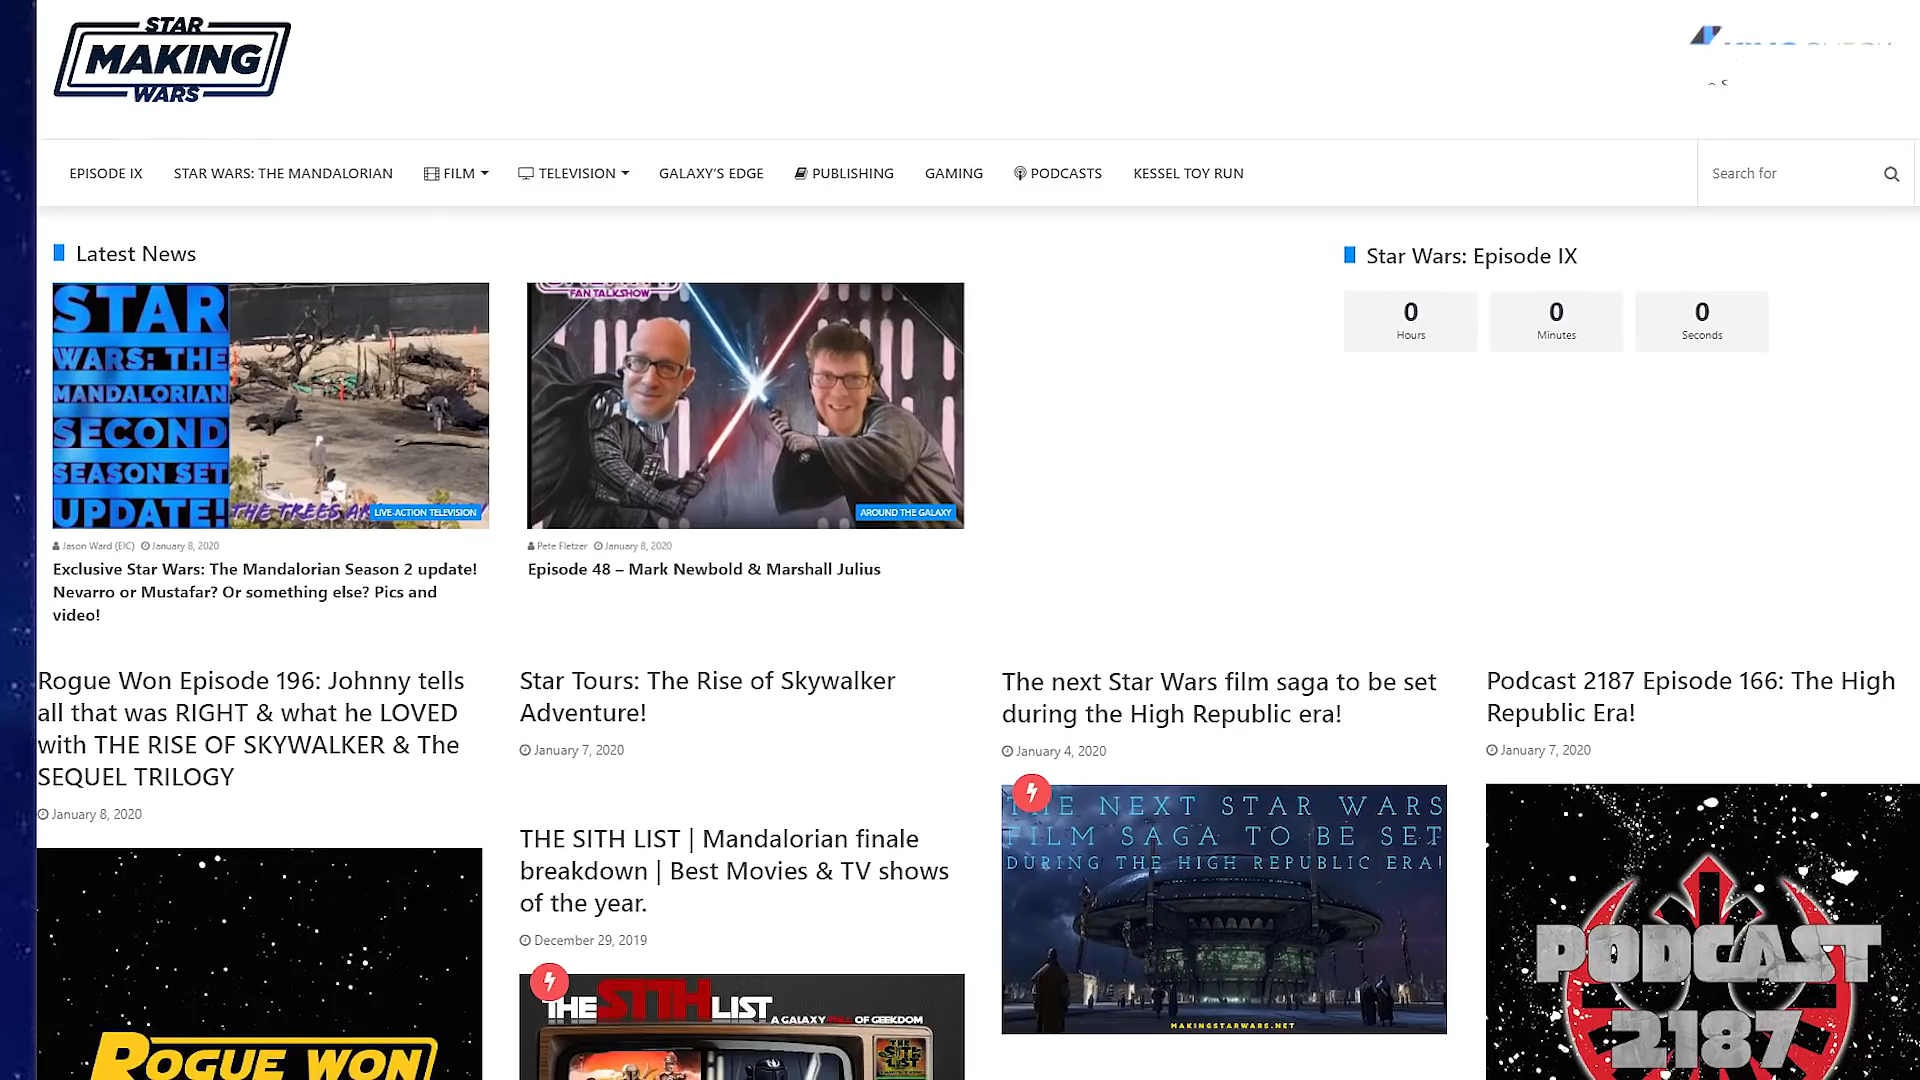 STAR
MAKING
WARS
EPISODE IX
STAR WARS: THE MANDALORIAN
FILM
TELEVISION
GALAXY'S EDGE
PUBLISHING
GAMING
PODCASTS
KESSEL TOY RUN
Search for
Latest News
STAR
WARS: THE
MANDALORIAN
SECOND
SEASON SET
UPDATE!
THE TREES
LIVE-ACTION TELEVISION
Jason Ward (EIC) January 8, 2020
Exclusive Star Wars: The Mandalorian Season 2 update!
Nevarro or Mustafar? Or something else? Pics and
video!
FAN TALKSHOW
AROUND THE GALAXY
Pete Fletzer January 8, 2020
Episode 48 – Mark Newbold & Marshall Julius
Star Wars: Episode IX
0
Hours
0
Minutes
0
Seconds
Rogue Won Episode 196: Johnny tells
all that was RIGHT & what he LOVED
with THE RISE OF SKYWALKER & The
SEQUEL TRILOGY
January 8, 2020
ROGUE WON
Star Tours: The Rise of Skywalker
Adventure!
January 7, 2020
THE SITH LIST | Mandalorian finale
breakdown | Best Movies & TV shows
of the year.
December 29, 2019
THE SITH LIST
A GALAXY FULL OF GEEKDOM
THE
SITH
LIST
The next Star Wars film saga to be set
during the High Republic era!
January 4, 2020
THE NEXT STAR WARS
FILM SAGA TO BE SET
DURING THE HIGH REPUBLIC ERA!
MAKINGSTARWARS.NET
Podcast 2187 Episode 166: The High
Republic Era!
January 7, 2020
PODCAST
2187